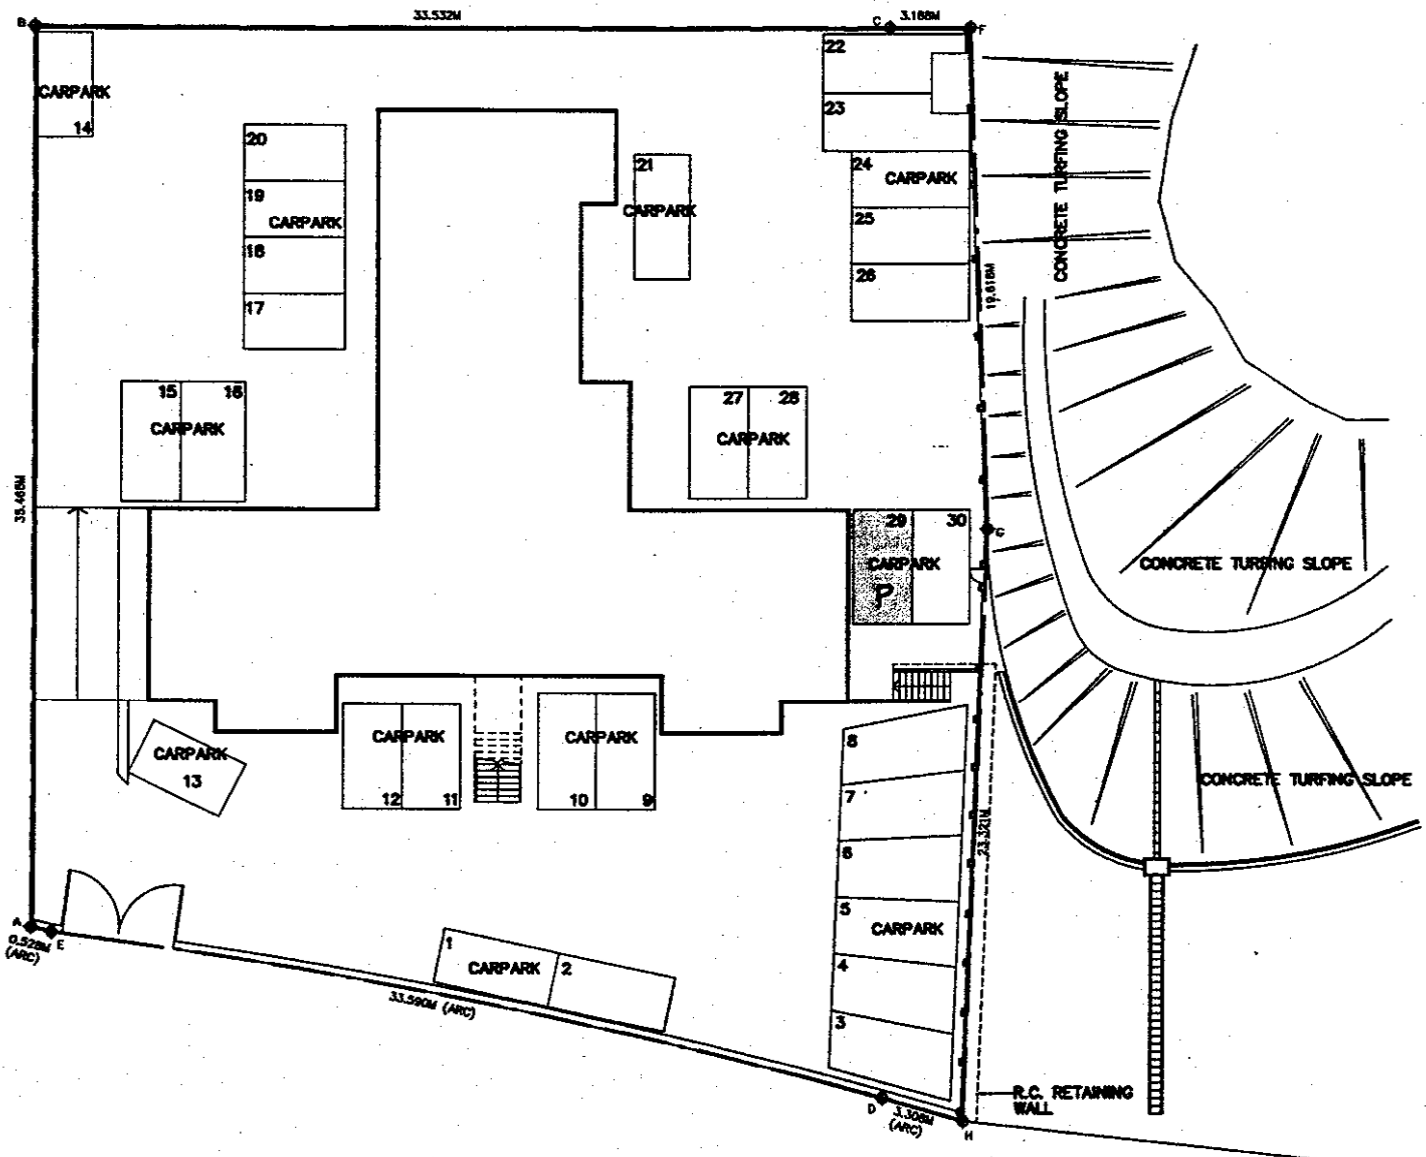 B
33.532M
C
3.188M
F
CARPARK
14
20
19
CARPARK
18
17
21
CARPARK
22
23
24
CARPARK
25
26
CONCRETE TURFING SLOPE
19.618M
15
16
CARPARK
27
28
CARPARK
35.466M
29
30
CARPARK
P
G
CONCRETE TURFING SLOPE
CARPARK
13
CARPARK
12
11
CARPARK
10
9
8
7
6
5
CARPARK
4
3
23.321M
CONCRETE TURFING SLOPE
A
0.528M
(ARC)
E
1
CARPARK
2
33.590M (ARC)
D
3.308M
(ARC)
H
R.C. RETAINING
WALL